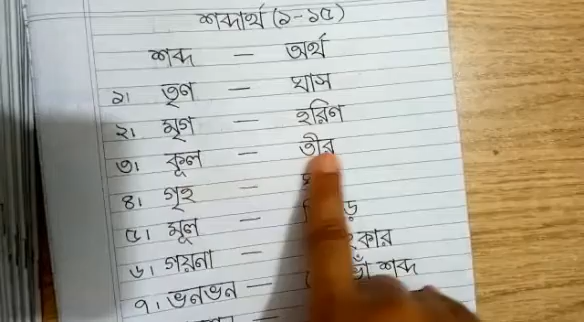 শব্দার্থ (১-১৫)
শব্দ — অর্থ
১। তৃণ — ঘাস
২। মৃগ — হরিণ
৩। কূল — তীর
৪। গৃহ —
৫। মূল —
৬। গয়না —
৭। ভনভন — শব্দ